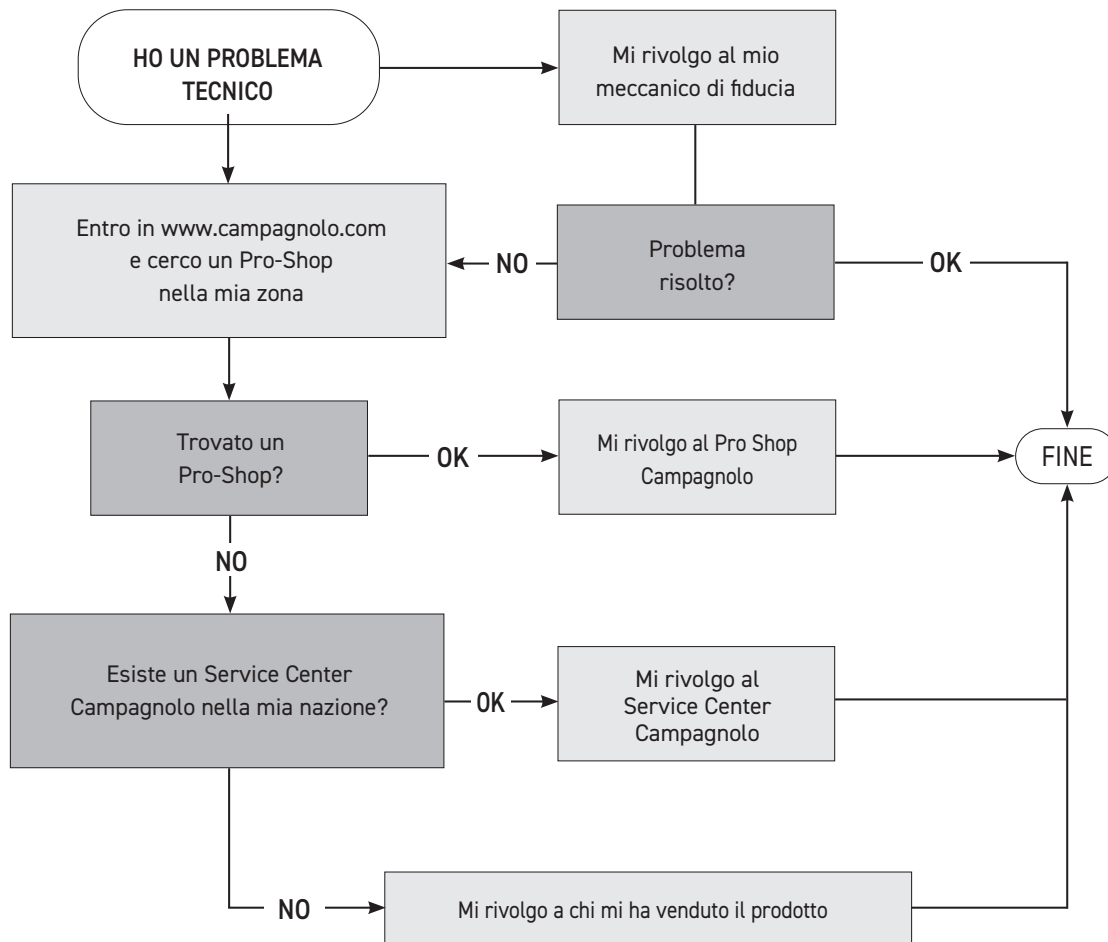 HO UN PROBLEMA
TECNICO
Mi rivolgo al mio
meccanico di fiducia
Entro in www.campagnolo.com
e cerco un Pro-Shop
nella mia zona
NO
Problema
risolto?
OK
Trovato un
Pro-Shop?
OK
Mi rivolgo al Pro Shop
Campagnolo
FINE
NO
Esiste un Service Center
Campagnolo nella mia nazione?
OK
Mi rivolgo al
Service Center
Campagnolo
NO
Mi rivolgo a chi mi ha venduto il prodotto